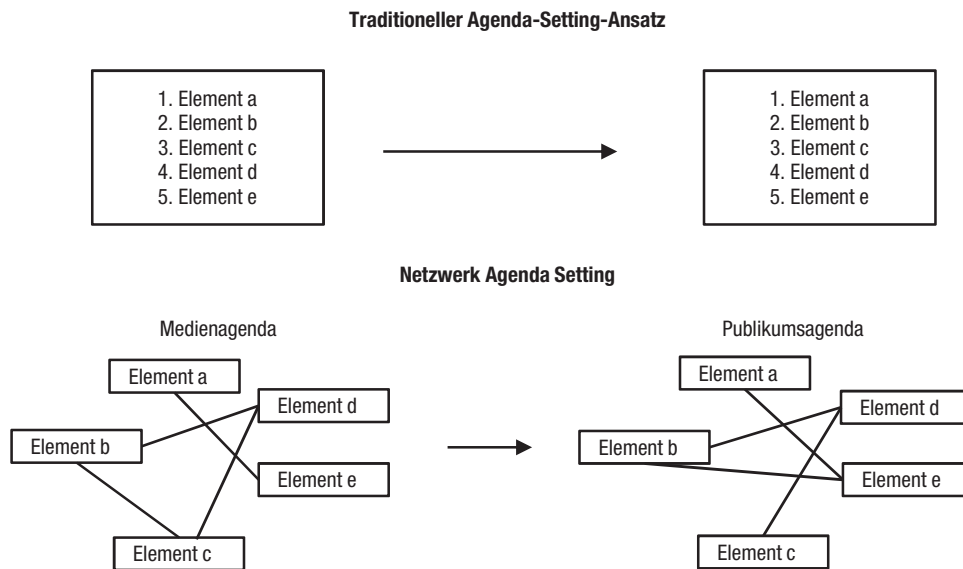 Traditioneller Agenda-Setting-Ansatz
1. Element a
2. Element b
3. Element c
4. Element d
5. Element e
1. Element a
2. Element b
3. Element c
4. Element d
5. Element e
Netzwerk Agenda Setting
Medienagenda
Element a
Element d
Element b
Element e
Element c
Publikumsagenda
Element a
Element d
Element b
Element e
Element c